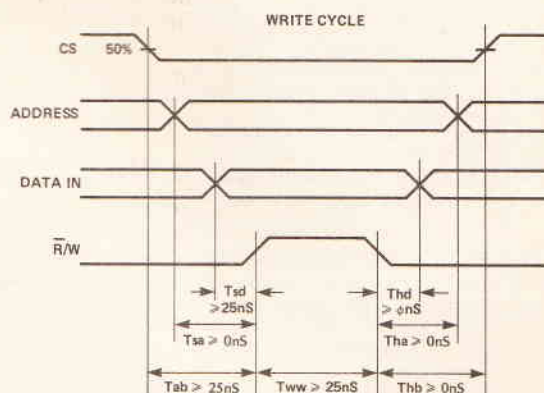 WRITE CYCLE
CS 50%
ADDRESS
DATA IN
R̅/W
Tsd Thd
≥25nS ≥ φnS
Tsa ≥ 0nS Tha ≥ 0nS
Tab ≥ 25nS Tww ≥ 25nS Thb ≥ 0nS